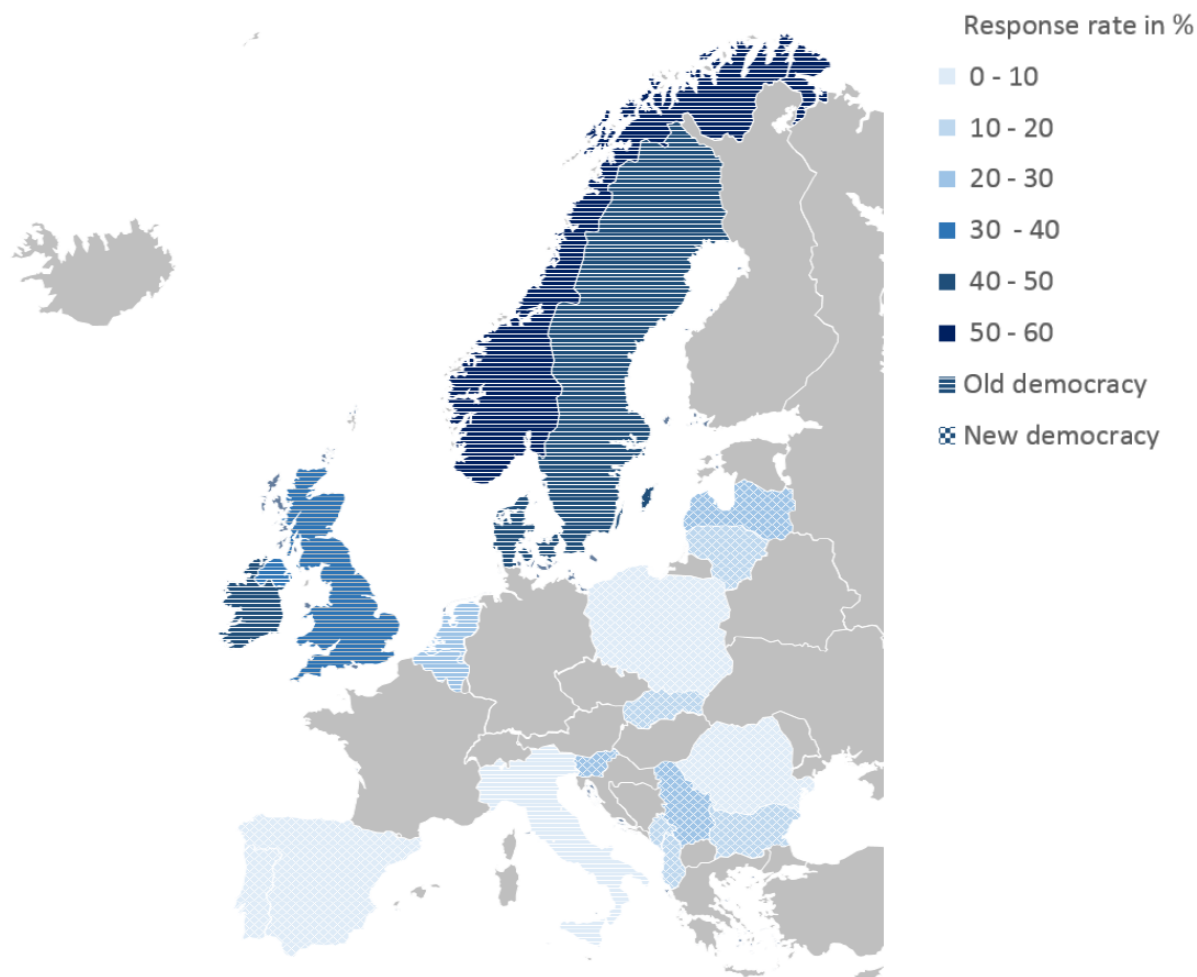 Response rate in %
0 - 10
10 - 20
20 - 30
30 - 40
40 - 50
50 - 60
Old democracy
New democracy